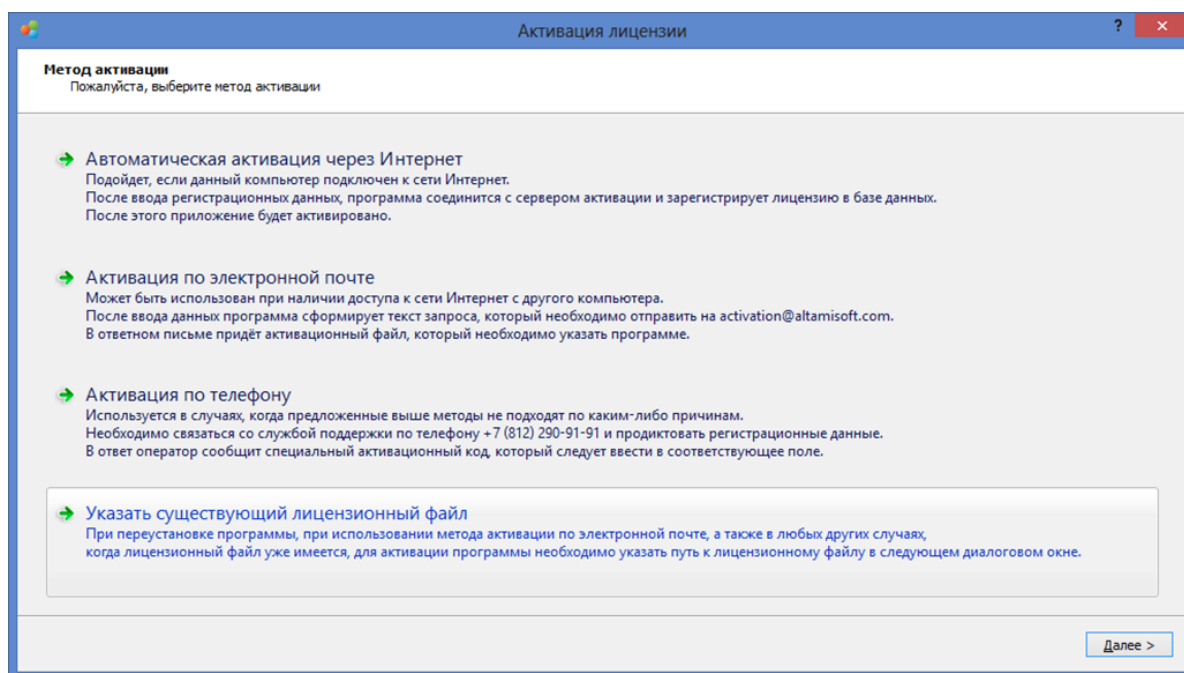 Активация лицензии
?
Метод активации
Пожалуйста, выберите метод активации
Автоматическая активация через Интернет
Подойдет, если данный компьютер подключен к сети Интернет.
После ввода регистрационных данных, программа соединится с сервером активации и зарегистрирует лицензию в базе данных.
После этого приложение будет активировано.
Активация по электронной почте
Может быть использован при наличии доступа к сети Интернет с другого компьютера.
После ввода данных программа сформирует текст запроса, который необходимо отправить на activation@altamisoft.com.
В ответном письме придёт активационный файл, который необходимо указать программе.
Активация по телефону
Используется в случаях, когда предложенные выше методы не подходят по каким-либо причинам.
Необходимо связаться со службой поддержки по телефону +7 (812) 290-91-91 и продиктовать регистрационные данные.
В ответ оператор сообщит специальный активационный код, который следует ввести в соответствующее поле.
Указать существующий лицензионный файл
При переустановке программы, при использовании метода активации по электронной почте, а также в любых других случаях,
когда лицензионный файл уже имеется, для активации программы необходимо указать путь к лицензионному файлу в следующем диалоговом окне.
Далее >